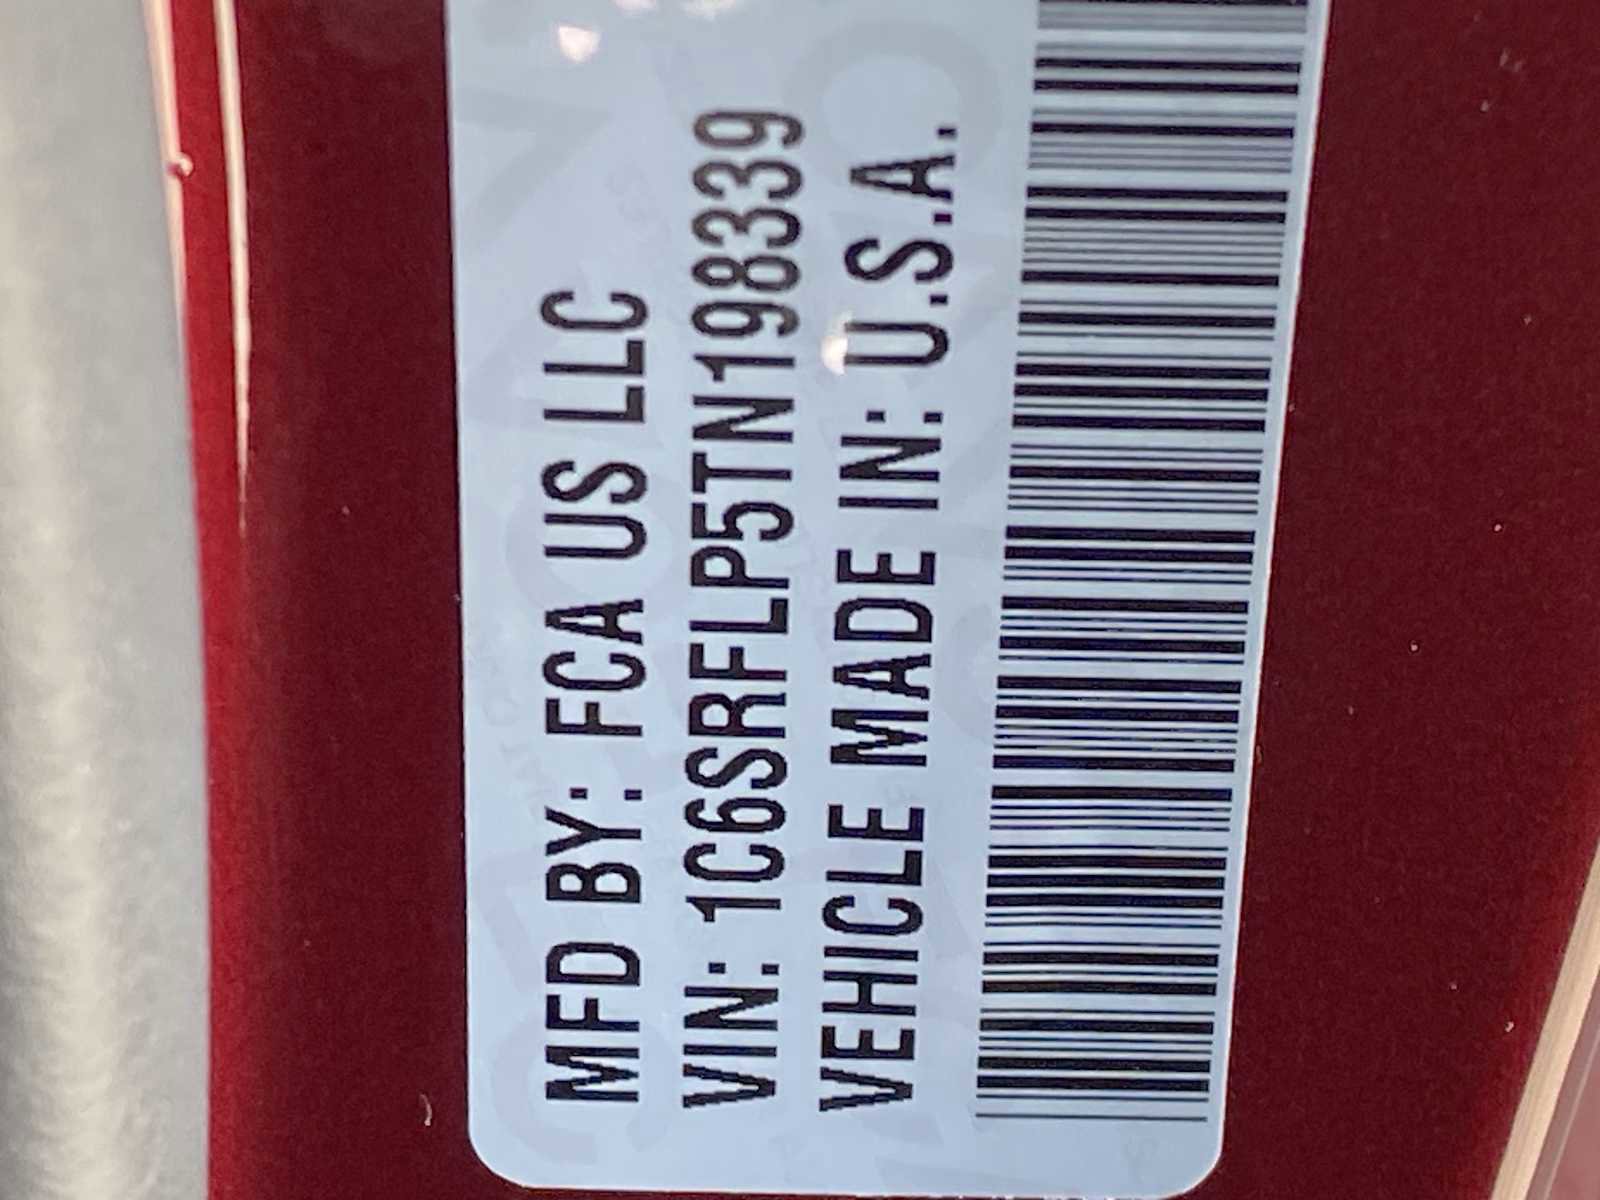 MFD BY: FCA US LLC
VIN: 1C6SRFLP5TN198339
VEHICLE MADE IN: U.S.A.